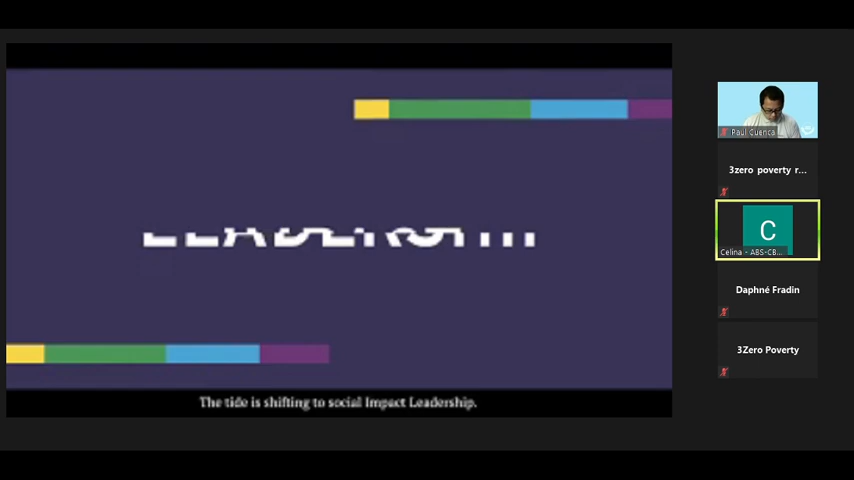 The tide is shifting to social Impact Leadership.
Paul Cuenca
3zero poverty r...
C
Celina - ABS-CB...
Daphné Fradin
3Zero Poverty